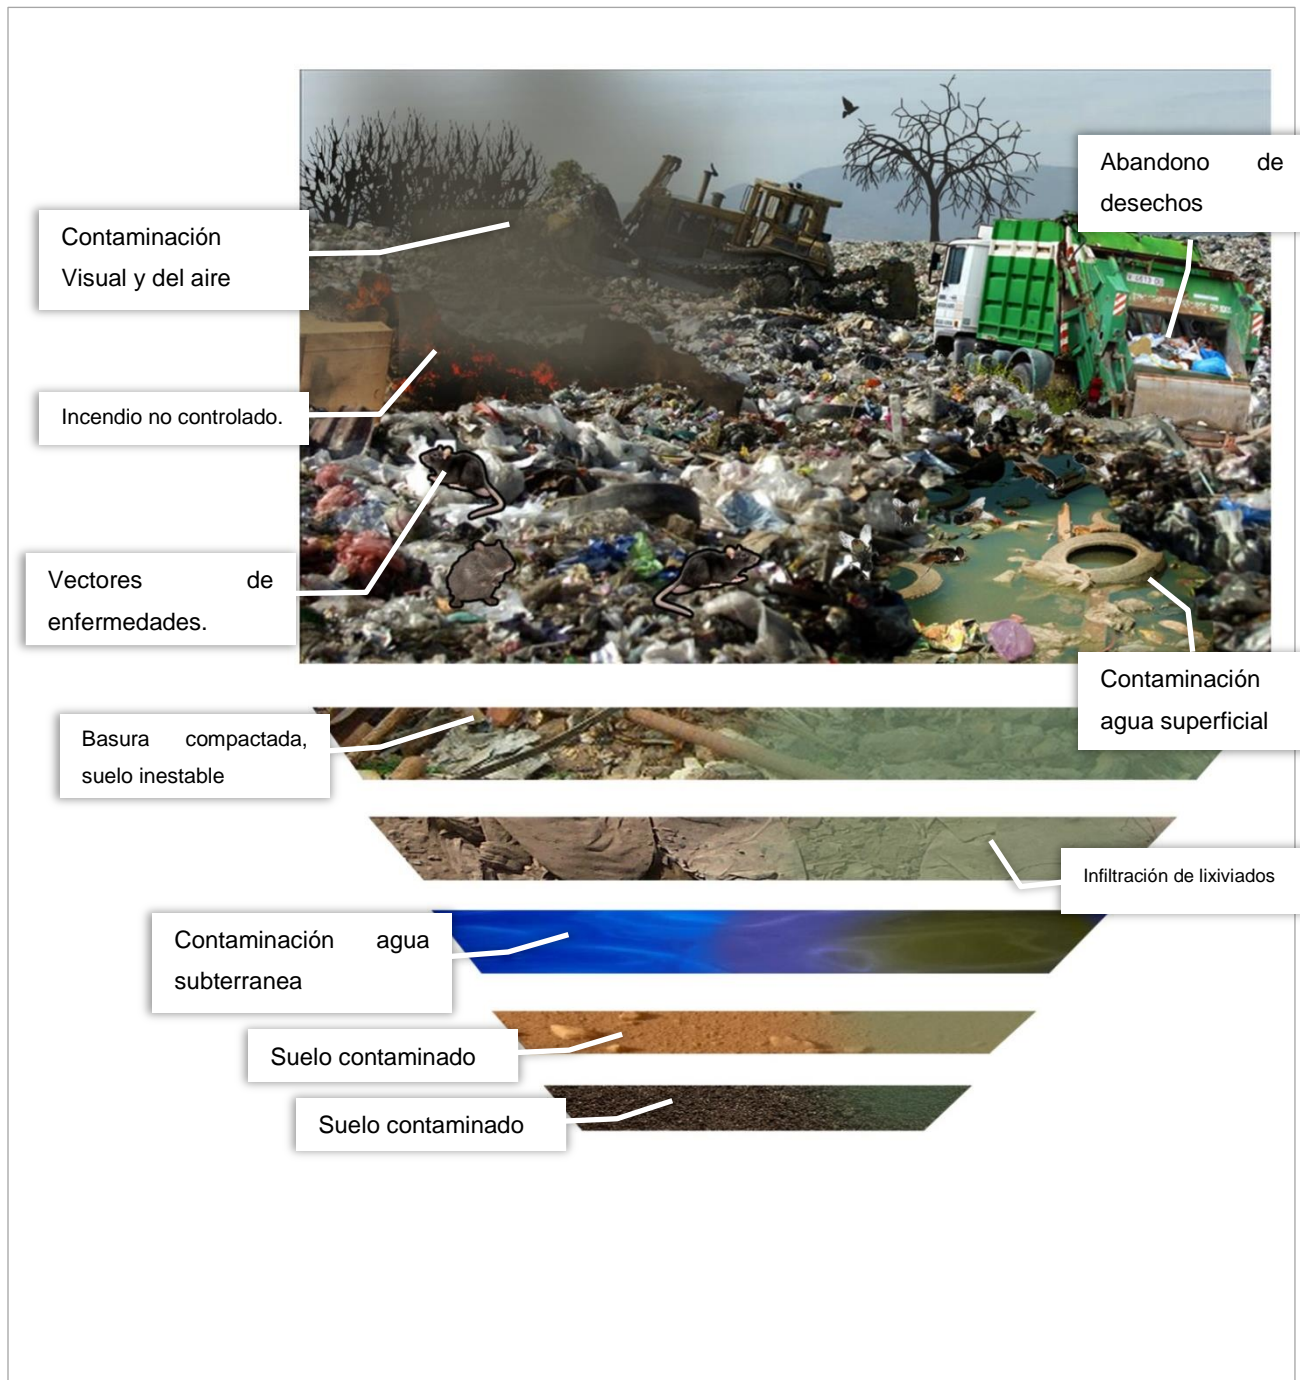 Abandono de
desechos
Contaminación
Visual y del aire
Incendio no controlado.
Vectores de
enfermedades.
Contaminación
agua superficial
Basura compactada,
suelo inestable
Infiltración de lixiviados
Contaminación agua
subterranea
Suelo contaminado
Suelo contaminado